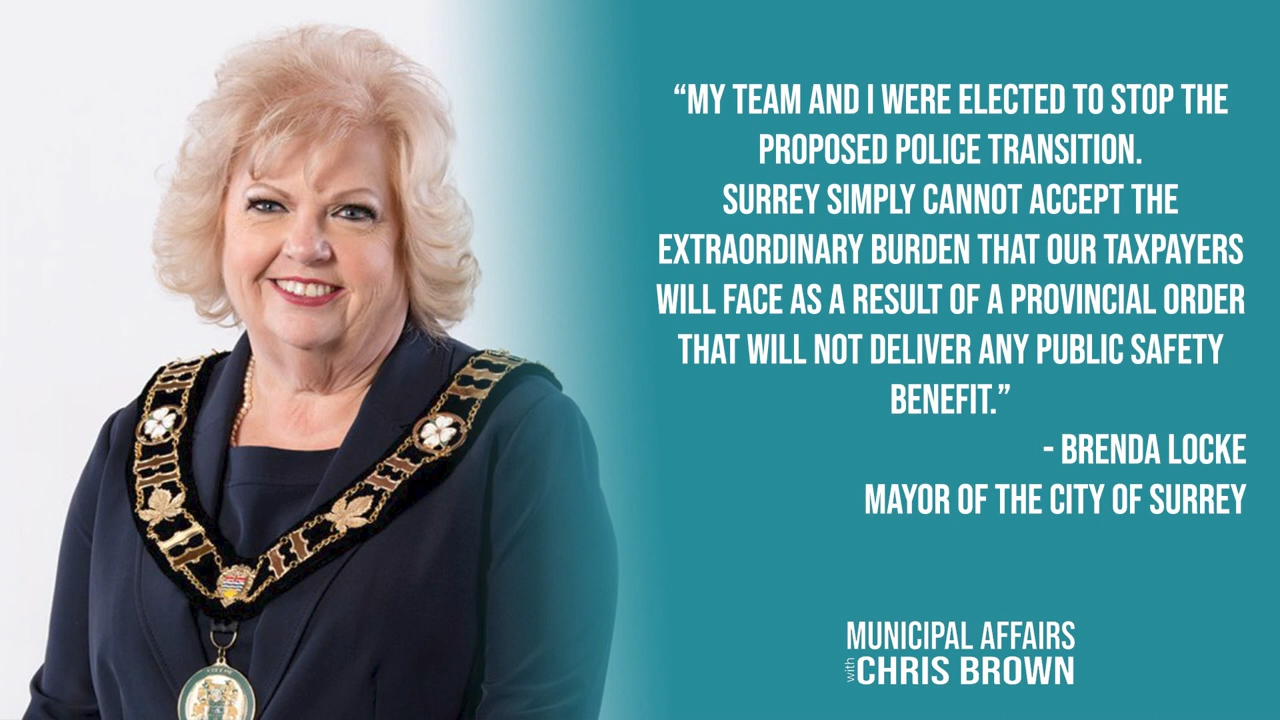 “MY TEAM AND I WERE ELECTED TO STOP THE
PROPOSED POLICE TRANSITION.
SURREY SIMPLY CANNOT ACCEPT THE
EXTRAORDINARY BURDEN THAT OUR TAXPAYERS
WILL FACE AS A RESULT OF A PROVINCIAL ORDER
THAT WILL NOT DELIVER ANY PUBLIC SAFETY
BENEFIT.”
- BRENDA LOCKE
MAYOR OF THE CITY OF SURREY
MUNICIPAL AFFAIRS
with CHRIS BROWN